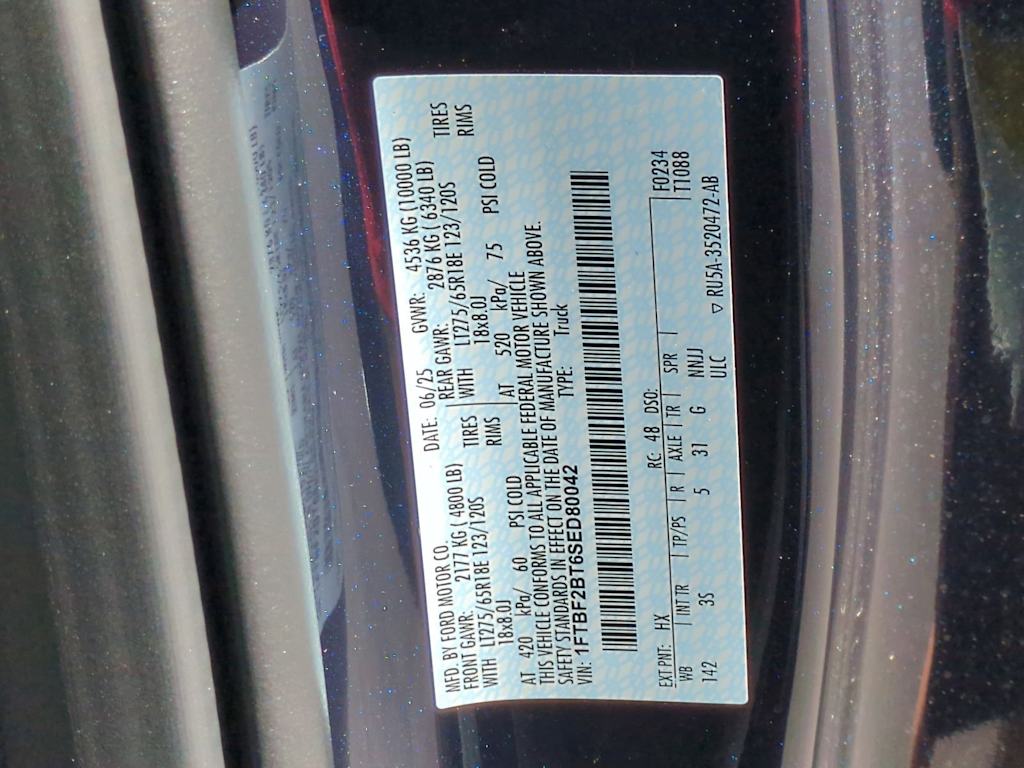 MFD. BY FORD MOTOR CO.
DATE: 06/25 GVWR: 4536 KG (10000 LB)
FRONT GAWR: 2177 KG ( 4800 LB) REAR GAWR: 2876 KG ( 6340 LB)
WITH LT275/65R18E 123/120S TIRES WITH LT275/65R18E 123/120S TIRES
18x8.0J RIMS 18x8.0J RIMS
AT 420 kPa/ 60 PSI COLD AT 520 kPa/ 75 PSI COLD
THIS VEHICLE CONFORMS TO ALL APPLICABLE FEDERAL MOTOR VEHICLE
SAFETY STANDARDS IN EFFECT ON THE DATE OF MANUFACTURE SHOWN ABOVE.
VIN: 1FTBF2BT6SED80042 TYPE: Truck
EXT PNT: HX RC: 48 DSO: F0234
WB INT TR TP/PS R AXLE TR SPR TT088
142 3S 5 31 G NNJJ
ULC ▽ RU5A-3520472-AB